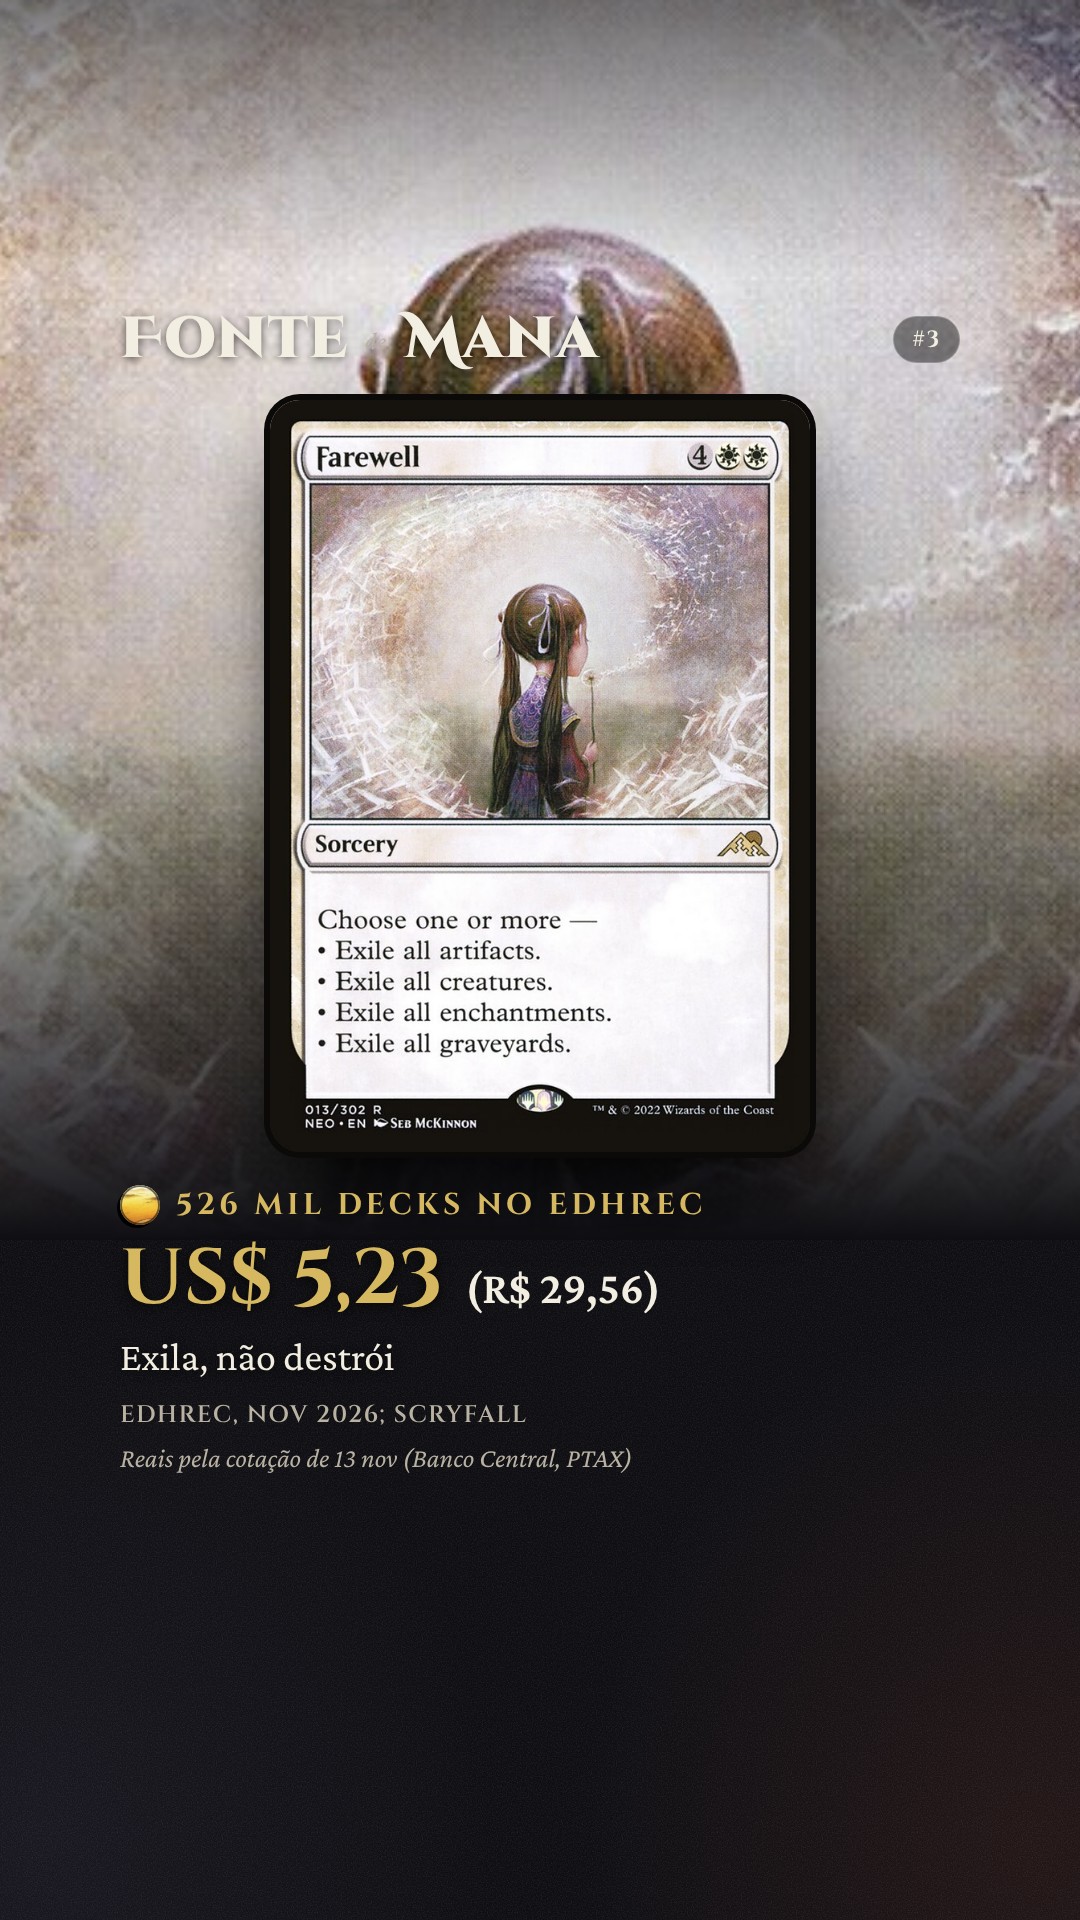 Fonte Mana
#3
Farewell
4
Sorcery
Choose one or more —
• Exile all artifacts.
• Exile all creatures.
• Exile all enchantments.
• Exile all graveyards.
013/302 R
NEO • EN Seb McKinnon
™ & © 2022 Wizards of the Coast
526 MIL DECKS NO EDHREC
US$ 5,23 (R$ 29,56)
Exila, não destrói
EDHREC, NOV 2026; SCRYFALL
Reais pela cotação de 13 nov (Banco Central, PTAX)